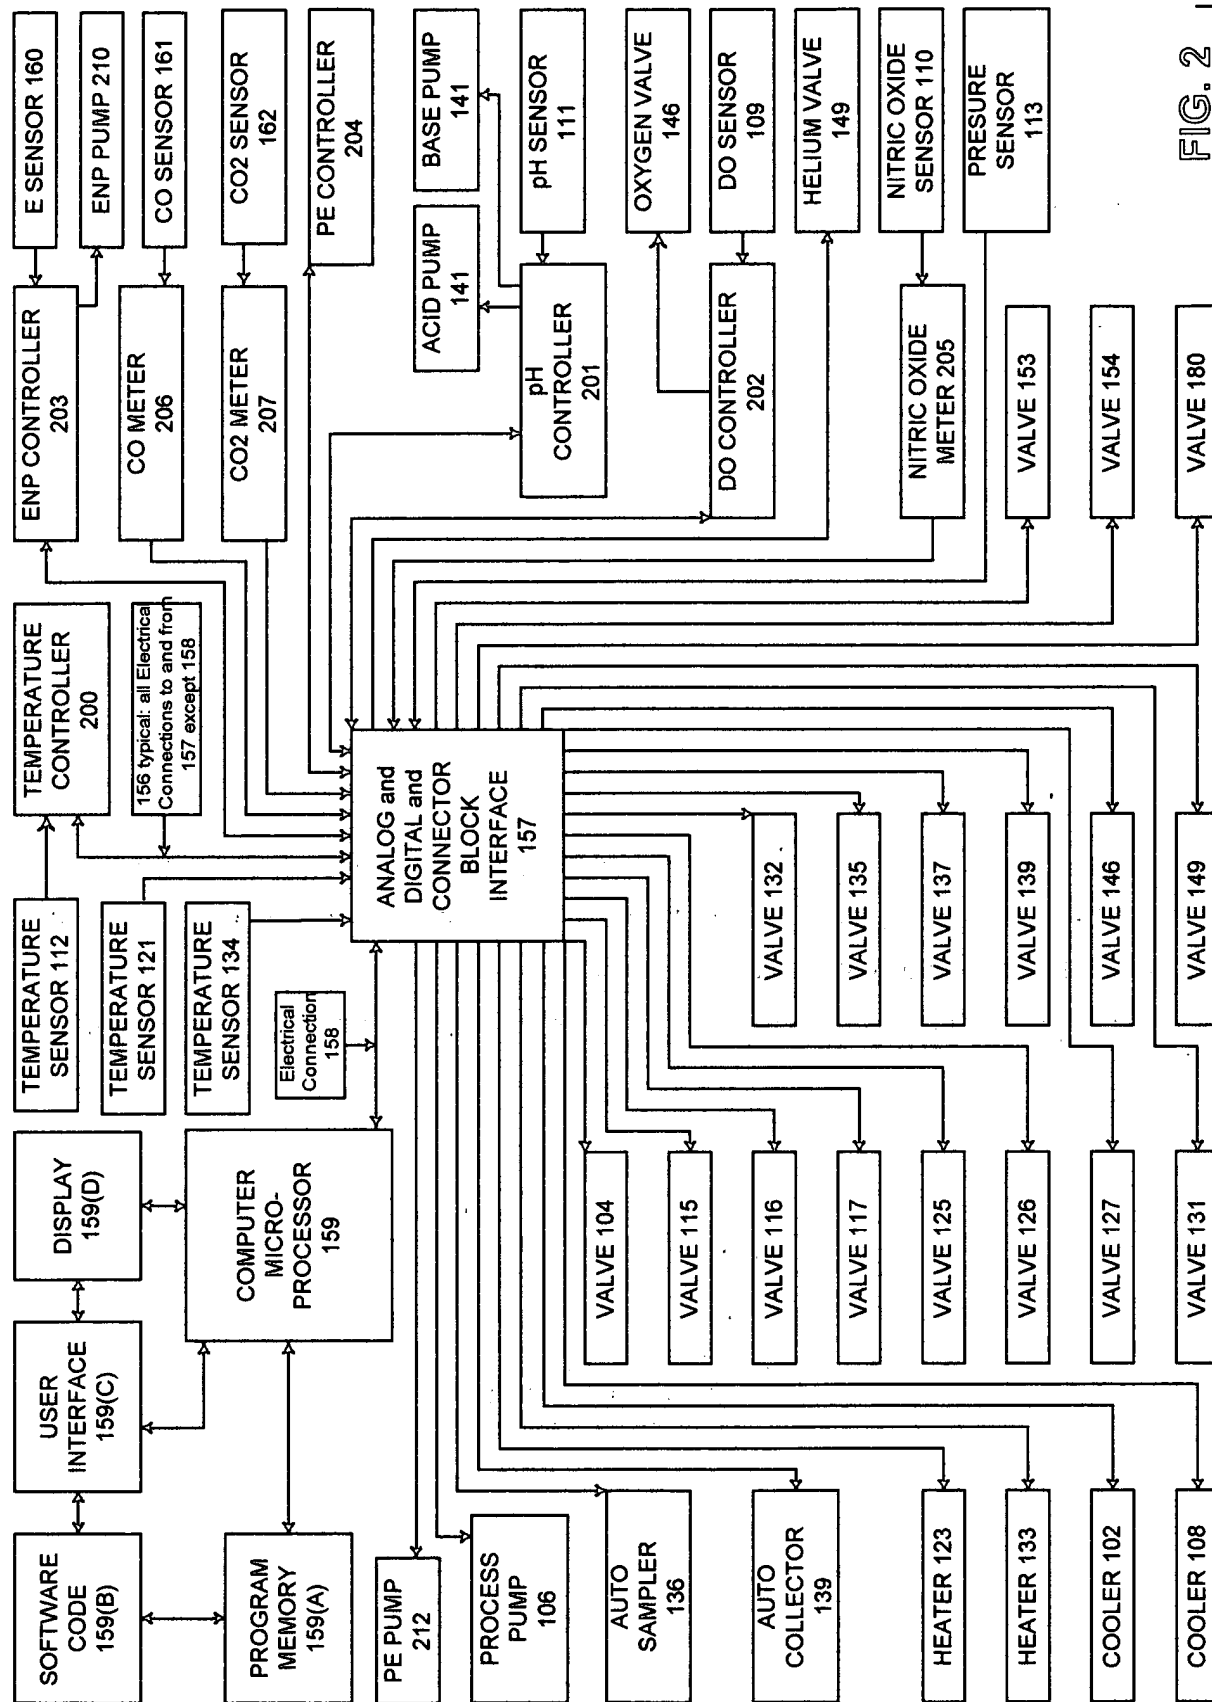 SOFTWARE
CODE
159(B)
USER
INTERFACE
159(C)
DISPLAY
159(D)
TEMPERATURE
SENSOR 112
TEMPERATURE
CONTROLLER
200
ENP CONTROLLER
203
E SENSOR 160
ENP PUMP 210
TEMPERATURE
SENSOR 121
156 typical: all Electrical
Connections to and from
157 except 158
CO METER
206
CO SENSOR 161
PROGRAM
MEMORY
159(A)
COMPUTER
MICRO-
PROCESSOR
159
TEMPERATURE
SENSOR 134
CO2 METER
207
CO2 SENSOR
162
Electrical
Connection
158
PE CONTROLLER
204
PE PUMP
212
ANALOG and
DIGITAL and
CONNECTOR
BLOCK
INTERFACE
157
ACID PUMP
141
BASE PUMP
141
PROCESS
PUMP
106
pH
CONTROLLER
201
pH SENSOR
111
AUTO
SAMPLER
136
VALVE 104
OXYGEN VALVE
146
VALVE 115
DO CONTROLLER
202
DO SENSOR
109
AUTO
COLLECTOR
139
VALVE 116
VALVE 132
HELIUM VALVE
149
VALVE 117
VALVE 135
NITRIC OXIDE
METER 205
NITRIC OXIDE
SENSOR 110
HEATER 123
VALVE 125
VALVE 137
PRESURE
SENSOR
113
HEATER 133
VALVE 126
VALVE 139
VALVE 153
COOLER 102
VALVE 127
VALVE 146
VALVE 154
COOLER 108
VALVE 131
VALVE 149
VALVE 180
FIG. 2